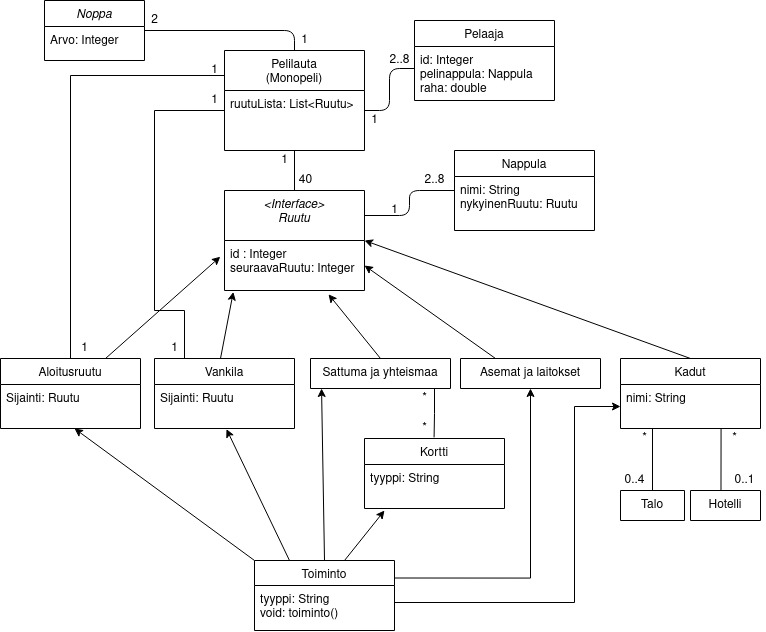 Noppa
Arvo: Integer
2
1
Pelaaja
id: Integer
pelinappula: Nappula
raha: double
2..8
1
Pelilauta
(Monopeli)
ruutuLista: List<Ruutu>
1
1
1
40
Nappula
nimi: String
nykyinenRuutu: Ruutu
2..8
1
<Interface>
Ruutu
id : Integer
seuraavaRuutu: Integer
1
1
Aloitusruutu
Sijainti: Ruutu
Vankila
Sijainti: Ruutu
Sattuma ja yhteismaa
Asemat ja laitokset
Kadut
nimi: String
*
*
Kortti
tyyppi: String
*
*
0..4
0..1
Talo
Hotelli
Toiminto
tyyppi: String
void: toiminto()